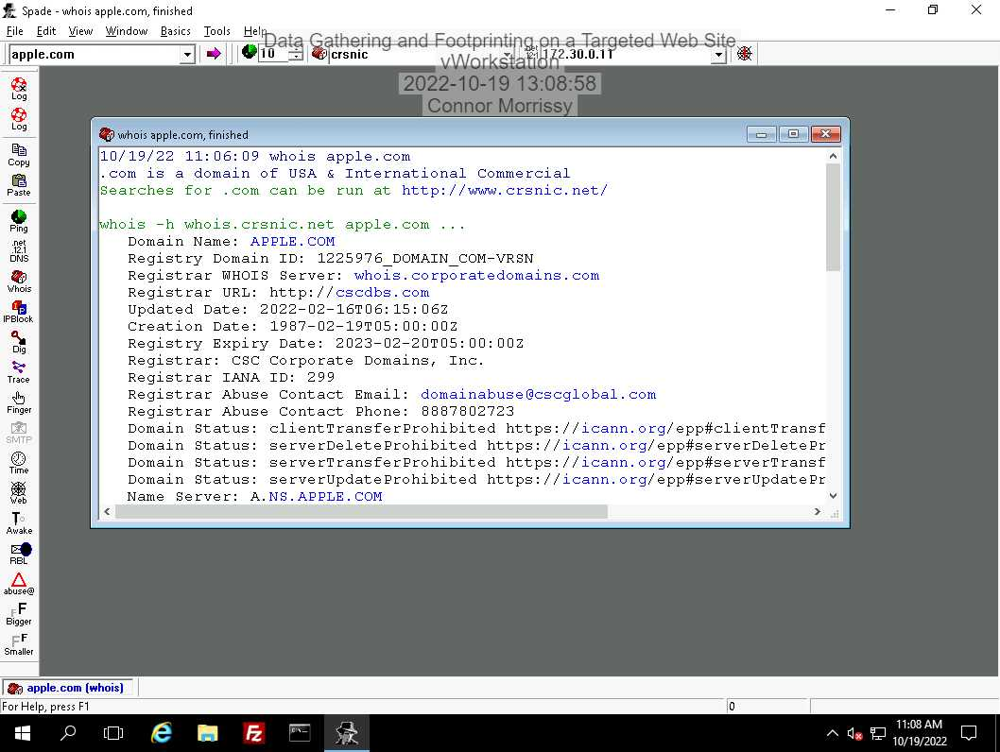 Spade - whois apple.com, finished
File Edit View Window Basics Tools Help
Data Gathering and Footprinting on a Targeted Web Site
vWorkstation
2022-10-19 13:08:58
Connor Morrissy
apple.com 10 crsnic 172.30.0.11
Log
Log
Copy
Paste
Ping
.net
.12.1
DNS
Whois
IPBlock
Dig
Trace
Finger
SMTP
Time
Web
Awake
RBL
abuse@
Bigger
Smaller
whois apple.com, finished
10/19/22 11:06:09 whois apple.com
.com is a domain of USA & International Commercial
Searches for .com can be run at http://www.crsnic.net/
whois -h whois.crsnic.net apple.com ...
Domain Name: APPLE.COM
Registry Domain ID: 1225976_DOMAIN_COM-VRSN
Registrar WHOIS Server: whois.corporatedomains.com
Registrar URL: http://cscdbs.com
Updated Date: 2022-02-16T06:15:06Z
Creation Date: 1987-02-19T05:00:00Z
Registry Expiry Date: 2023-02-20T05:00:00Z
Registrar: CSC Corporate Domains, Inc.
Registrar IANA ID: 299
Registrar Abuse Contact Email: domainabuse@cscglobal.com
Registrar Abuse Contact Phone: 8887802723
Domain Status: clientTransferProhibited https://icann.org/epp#clientTransf
Domain Status: serverDeleteProhibited https://icann.org/epp#serverDeletePr
Domain Status: serverTransferProhibited https://icann.org/epp#serverTransf
Domain Status: serverUpdateProhibited https://icann.org/epp#serverUpdatePr
Name Server: A.NS.APPLE.COM
apple.com (whois)
For Help, press F1
0
11:08 AM
10/19/2022